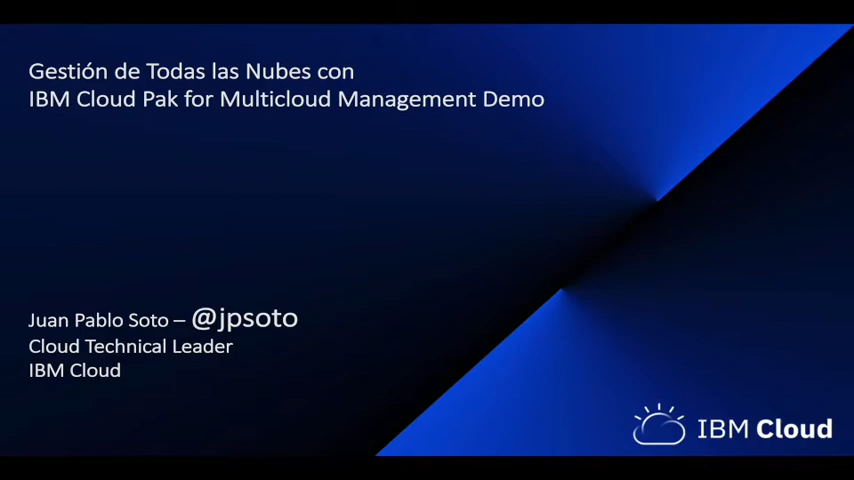 Gestión de Todas las Nubes con
IBM Cloud Pak for Multicloud Management Demo
Juan Pablo Soto – @jpsoto
Cloud Technical Leader
IBM Cloud
IBM Cloud